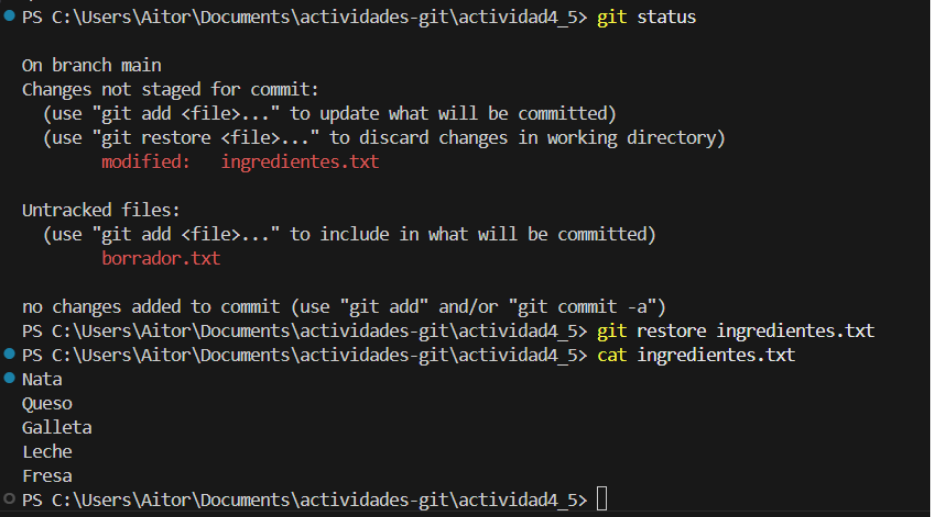 PS C:\Users\Aitor\Documents\actividades-git\actividad4_5> git status
On branch main
Changes not staged for commit:
  (use "git add <file>..." to update what will be committed)
  (use "git restore <file>..." to discard changes in working directory)
        modified:   ingredientes.txt
Untracked files:
  (use "git add <file>..." to include in what will be committed)
        borrador.txt
no changes added to commit (use "git add" and/or "git commit -a")
PS C:\Users\Aitor\Documents\actividades-git\actividad4_5> git restore ingredientes.txt
PS C:\Users\Aitor\Documents\actividades-git\actividad4_5> cat ingredientes.txt
Nata
Queso
Galleta
Leche
Fresa
PS C:\Users\Aitor\Documents\actividades-git\actividad4_5>